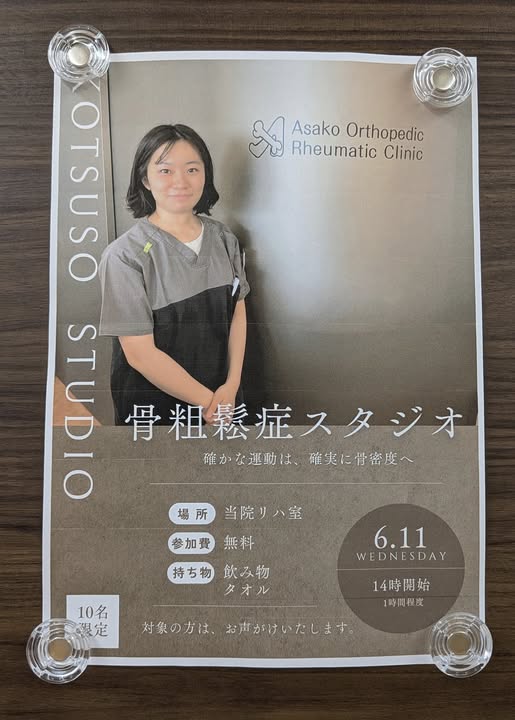 KOTSUSO STUDIO
Asako Orthopedic
Rheumatic Clinic
骨粗鬆症スタジオ
確かな運動は、確実に骨密度へ
場所 当院リハ室
参加費 無料
持ち物 飲み物
タオル
6.11
WEDNESDAY
14時開始
1時間程度
10名
限定
対象の方は、お声がけいたします。